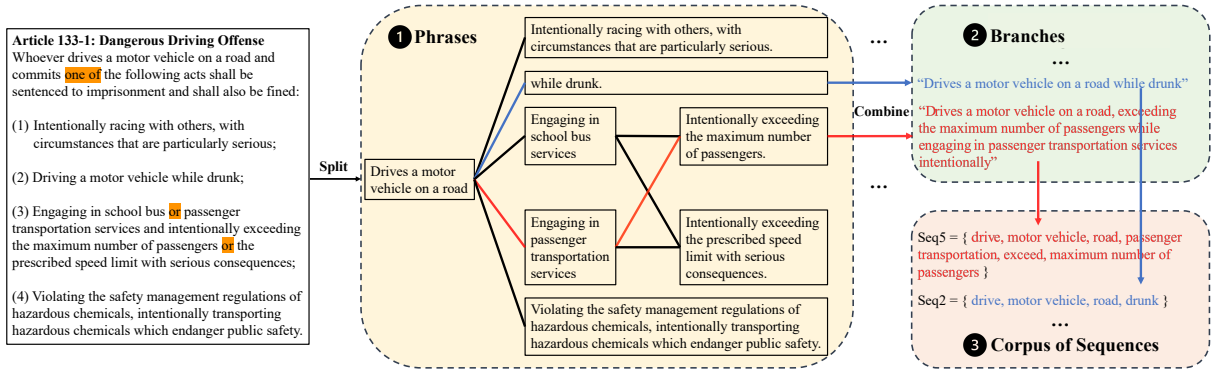 Article 133-1: Dangerous Driving Offense
Whoever drives a motor vehicle on a road and
commits one of the following acts shall be
sentenced to imprisonment and shall also be fined:
(1) Intentionally racing with others, with
circumstances that are particularly serious;
(2) Driving a motor vehicle while drunk;
(3) Engaging in school bus or passenger
transportation services and intentionally exceeding
the maximum number of passengers or the
prescribed speed limit with serious consequences;
(4) Violating the safety management regulations of
hazardous chemicals, intentionally transporting
hazardous chemicals which endanger public safety.
Split
1 Phrases
Drives a motor
vehicle on a road
Intentionally racing with others, with
circumstances that are particularly serious.
while drunk.
Engaging in
school bus
services
Intentionally exceeding
the maximum number
of passengers.
Engaging in
passenger
transportation
services
Intentionally exceeding
the prescribed speed
limit with serious
consequences.
Violating the safety management regulations of
hazardous chemicals, intentionally transporting
hazardous chemicals which endanger public safety.
...
Combine
...
2 Branches
...
“Drives a motor vehicle on a road while drunk”
“Drives a motor vehicle on a road, exceeding
the maximum number of passengers while
engaging in passenger transportation services
intentionally”
Seq5 = { drive, motor vehicle, road, passenger
transportation, exceed, maximum number of
passengers }
Seq2 = { drive, motor vehicle, road, drunk }
...
3 Corpus of Sequences